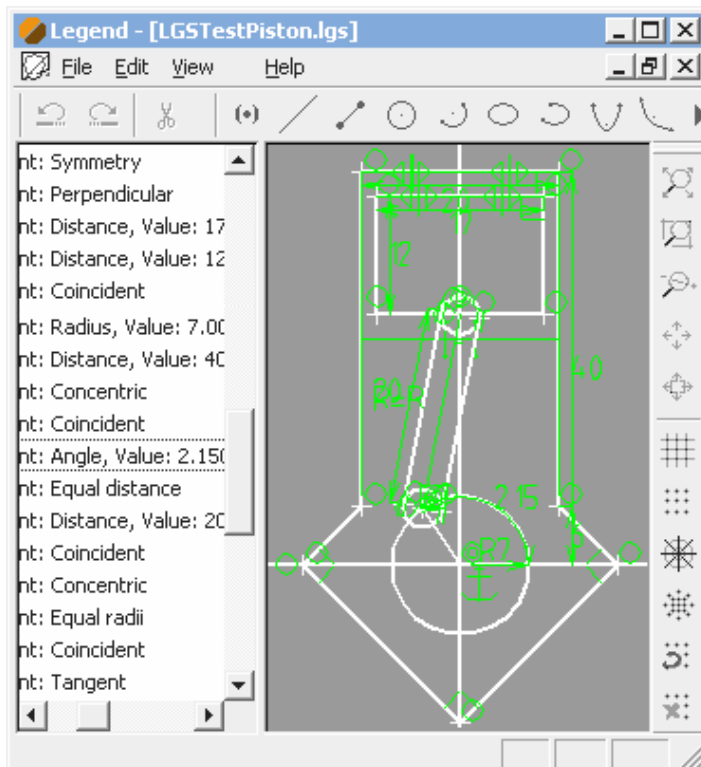 Legend - [LGSTestPiston.lgs]
File Edit View Help
nt: Symmetry
nt: Perpendicular
nt: Distance, Value: 17
nt: Distance, Value: 12
nt: Coincident
nt: Radius, Value: 7.00
nt: Distance, Value: 40
nt: Concentric
nt: Coincident
nt: Angle, Value: 2.150
nt: Equal distance
nt: Distance, Value: 20
nt: Coincident
nt: Concentric
nt: Equal radii
nt: Coincident
nt: Tangent
17
12
40
20
2.15
R7